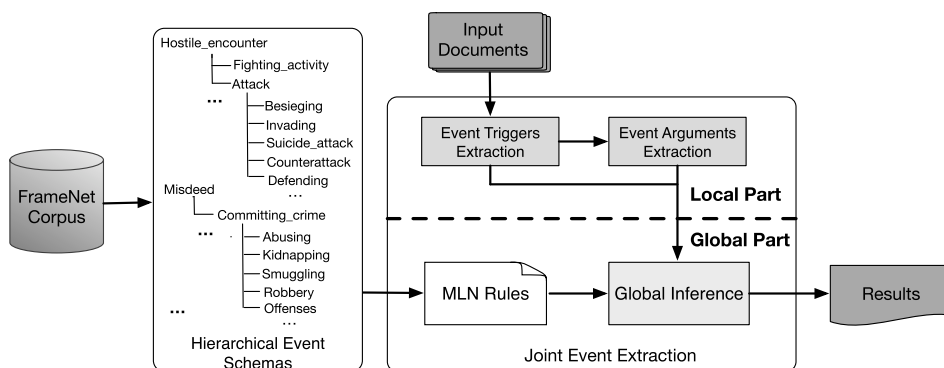 FrameNet
Corpus
Hostile_encounter
Fighting_activity
Attack
...
Besieging
Invading
Suicide_attack
Counterattack
Defending
...
Misdeed
Committing_crime
...
Abusing
Kidnapping
Smuggling
Robbery
Offenses
...
...
Hierarchical Event
Schemas
Input
Documents
Event Triggers
Extraction
Event Arguments
Extraction
Local Part
Global Part
MLN Rules
Global Inference
Results
Joint Event Extraction